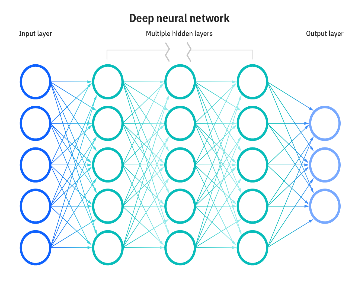 Deep neural network
Input layer
Multiple hidden layers
Output layer